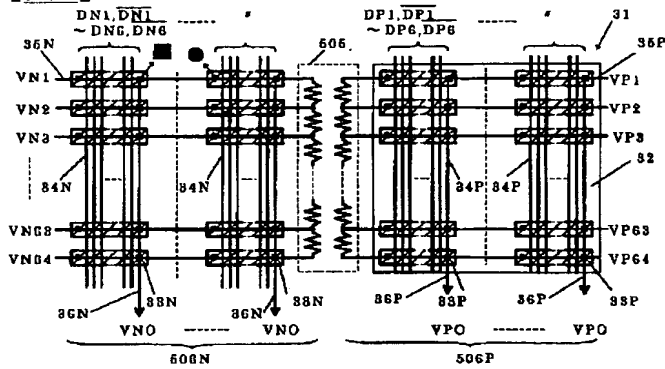 DN1,DN1 ------ 〃 DP1,DP1 ------ 〃 31
~ DN6,DN6 505 ~ DP6,DP6
35N 35P
VN1 VP1
VN2 VP2
VN3 VP3
34N 34N 34P 34P 32
VN63 VP63
VN64 VP64
36N 33N 36N 33N 36P 33P 36P 33P
VNO ------ VNO VPO ------ VPO
506N 506P